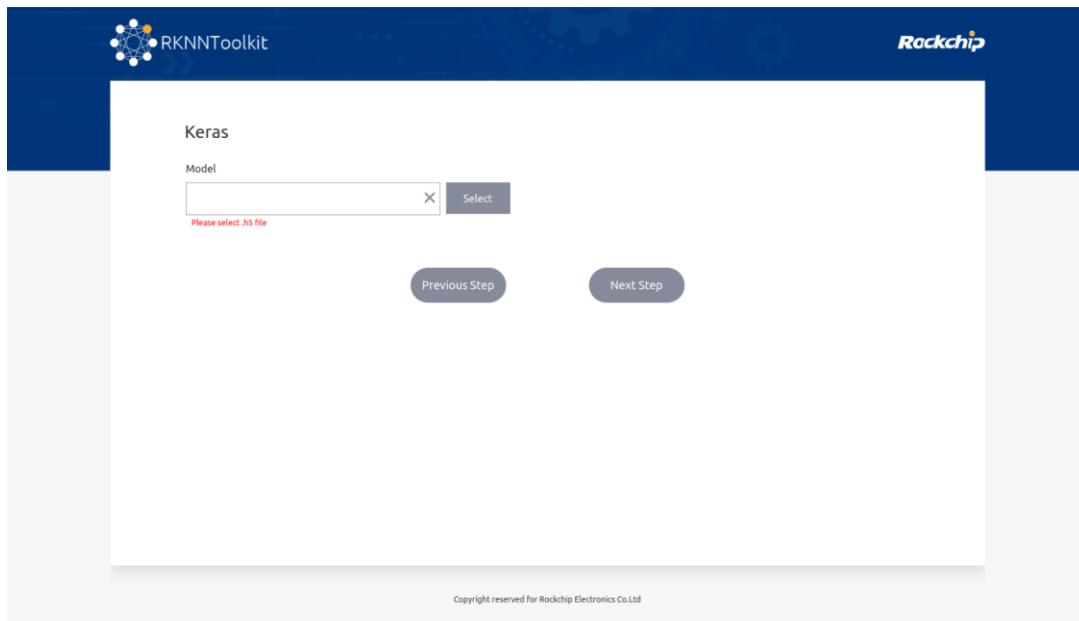 RKNNToolkit
Rockchip
Keras
Model
Select
Please select .h5 file
Previous Step
Next Step
Copyright reserved for Rockchip Electronics Co.Ltd